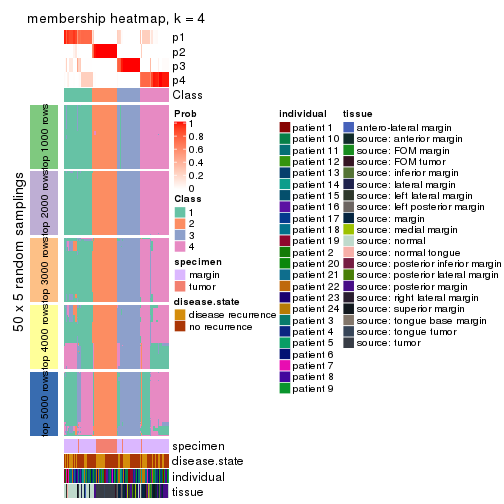 membership heatmap, k = 4
p1
p2
p3
p4
Class
50 x 5 random samplings
top 1000 rows
top 2000 rows
top 3000 rows
top 4000 rows
top 5000 rows
specimen
disease.state
individual
tissue
Prob
1
0.8
0.6
0.4
0.2
0
Class
1
2
3
4
specimen
margin
tumor
disease.state
disease recurrence
no recurrence
individual
patient 1
patient 10
patient 11
patient 12
patient 13
patient 14
patient 15
patient 16
patient 17
patient 18
patient 19
patient 2
patient 20
patient 21
patient 22
patient 23
patient 24
patient 3
patient 4
patient 5
patient 6
patient 7
patient 8
patient 9
tissue
antero-lateral margin
source: anterior margin
source: FOM margin
source: FOM tumor
source: inferior margin
source: lateral margin
source: left lateral margin
source: left posterior margin
source: margin
source: medial margin
source: normal
source: normal tongue
source: posterior inferior margin
source: posterior lateral margin
source: posterior margin
source: right lateral margin
source: superior margin
source: tongue base margin
source: tongue tumor
source: tumor